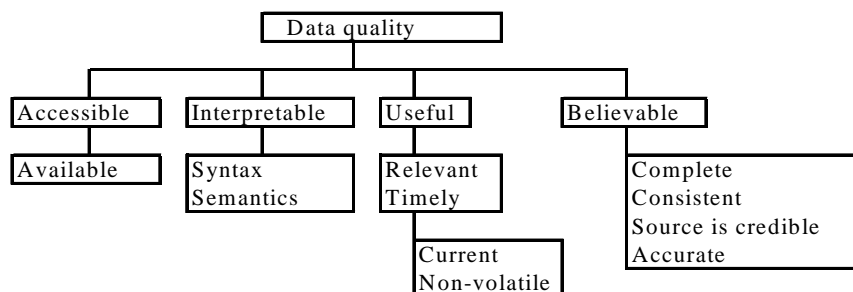 Data quality
Accessible
Interpretable
Useful
Believable
Available
Syntax
Semantics
Relevant
Timely
Complete
Consistent
Source is credible
Accurate
Current
Non-volatile